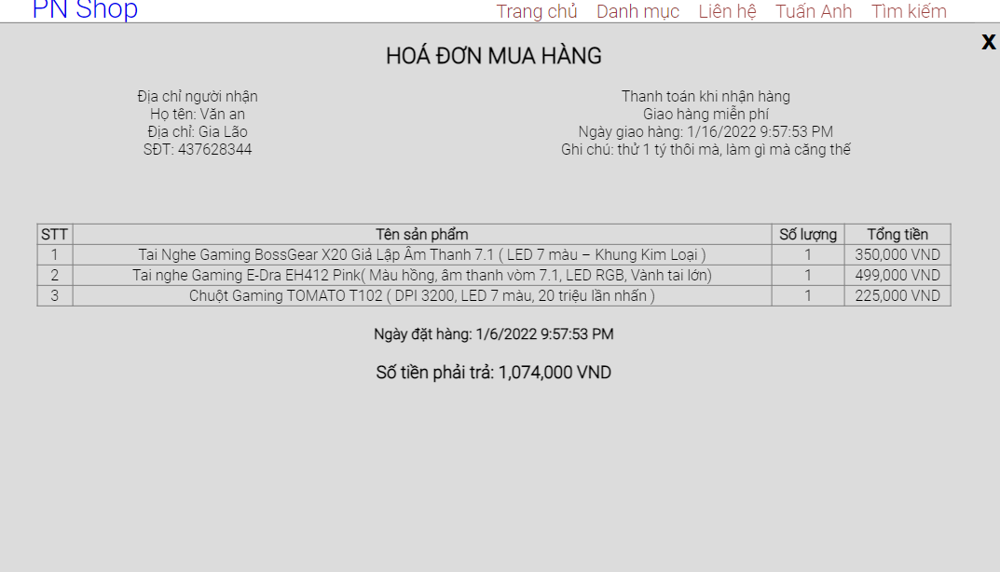 PN Shop
Trang chủ Danh mục Liên hệ Tuấn Anh Tìm kiếm
X
HOÁ ĐƠN MUA HÀNG
Địa chỉ người nhận
Họ tên: Văn an
Địa chỉ: Gia Lão
SĐT: 437628344
Thanh toán khi nhận hàng
Giao hàng miễn phí
Ngày giao hàng: 1/16/2022 9:57:53 PM
Ghi chú: thử 1 tý thôi mà, làm gì mà căng thế
STT Tên sản phẩm Số lượng Tổng tiền
1 Tai Nghe Gaming BossGear X20 Giả Lập Âm Thanh 7.1 ( LED 7 màu – Khung Kim Loại ) 1 350,000 VND
2 Tai nghe Gaming E-Dra EH412 Pink( Màu hồng, âm thanh vòm 7.1, LED RGB, Vành tai lớn) 1 499,000 VND
3 Chuột Gaming TOMATO T102 ( DPI 3200, LED 7 màu, 20 triệu lần nhấn ) 1 225,000 VND
Ngày đặt hàng: 1/6/2022 9:57:53 PM
Số tiền phải trả: 1,074,000 VND